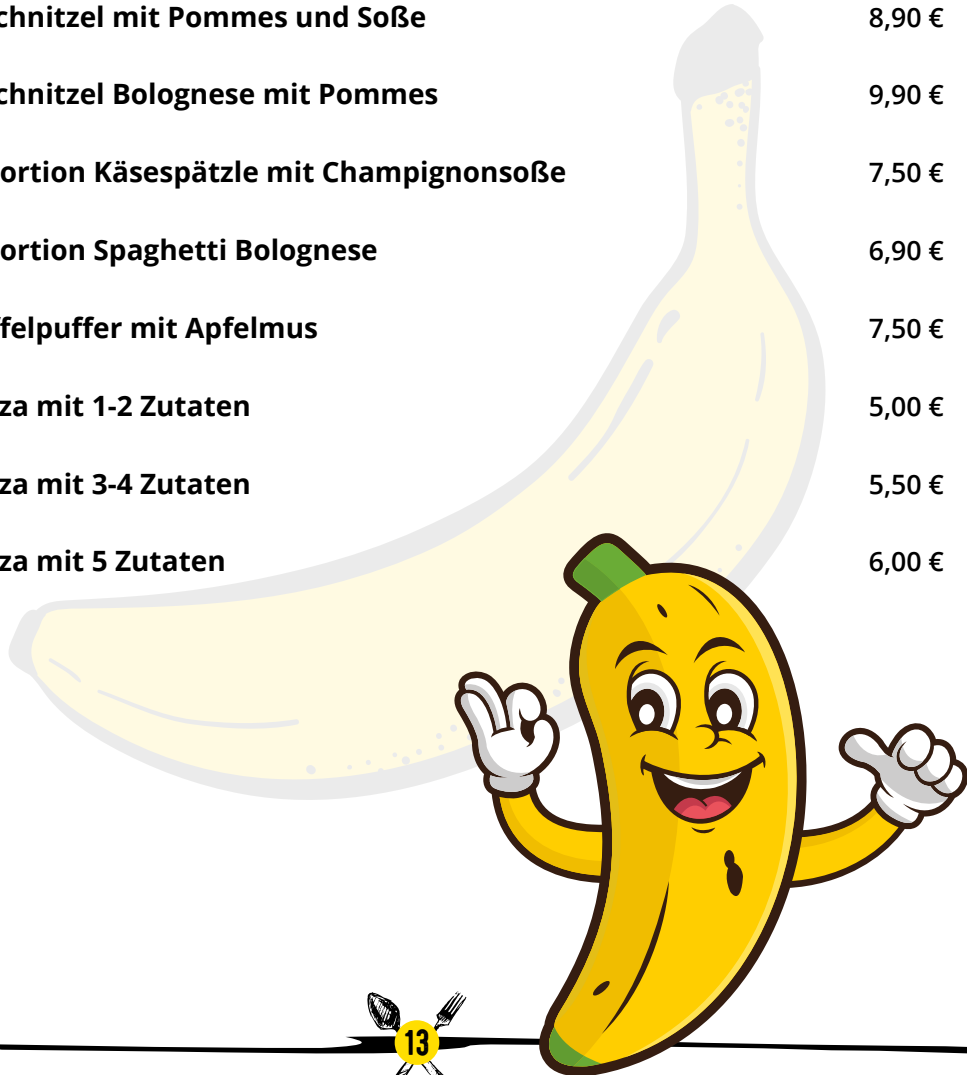 chnitzel mit Pommes und Soße 8,90 €
chnitzel Bolognese mit Pommes 9,90 €
ortion Käsespätzle mit Champignonsoße 7,50 €
ortion Spaghetti Bolognese 6,90 €
ffelpuffer mit Apfelmus 7,50 €
za mit 1-2 Zutaten 5,00 €
za mit 3-4 Zutaten 5,50 €
za mit 5 Zutaten 6,00 €
13